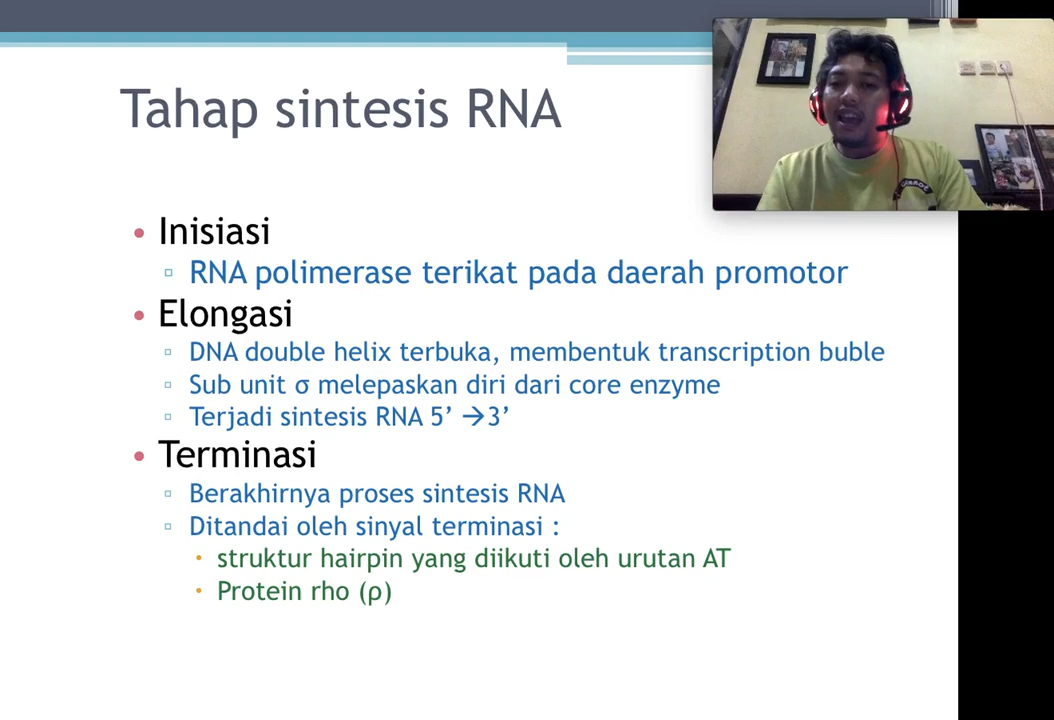 Tahap sintesis RNA
• Inisiasi
▫ RNA polimerase terikat pada daerah promotor
• Elongasi
▫ DNA double helix terbuka, membentuk transcription buble
▫ Sub unit σ melepaskan diri dari core enzyme
▫ Terjadi sintesis RNA 5’ →3’
• Terminasi
▫ Berakhirnya proses sintesis RNA
▫ Ditandai oleh sinyal terminasi :
▪ struktur hairpin yang diikuti oleh urutan AT
▪ Protein rho (ρ)